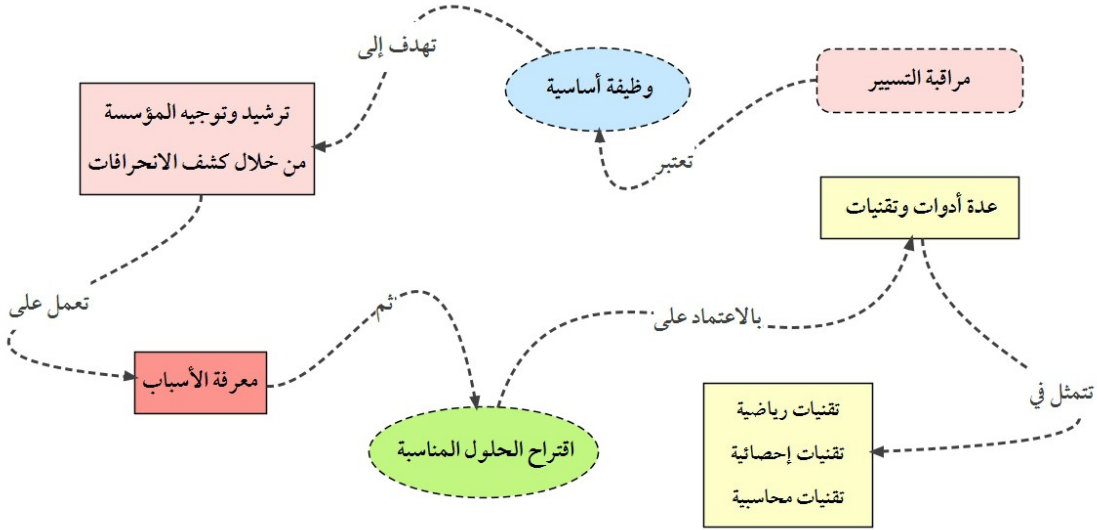 مراقبة التسيير
تعتبر
وظيفة أساسية
تهدف إلى
ترشيد وتوجيه المؤسسة
من خلال كشف الانحرافات
تعمل على
معرفة الأسباب
ثم
اقتراح الحلول المناسبة
بالاعتماد على
عدة أدوات وتقنيات
تتمثل في
تقنيات رياضية
تقنيات إحصائية
تقنيات محاسبية